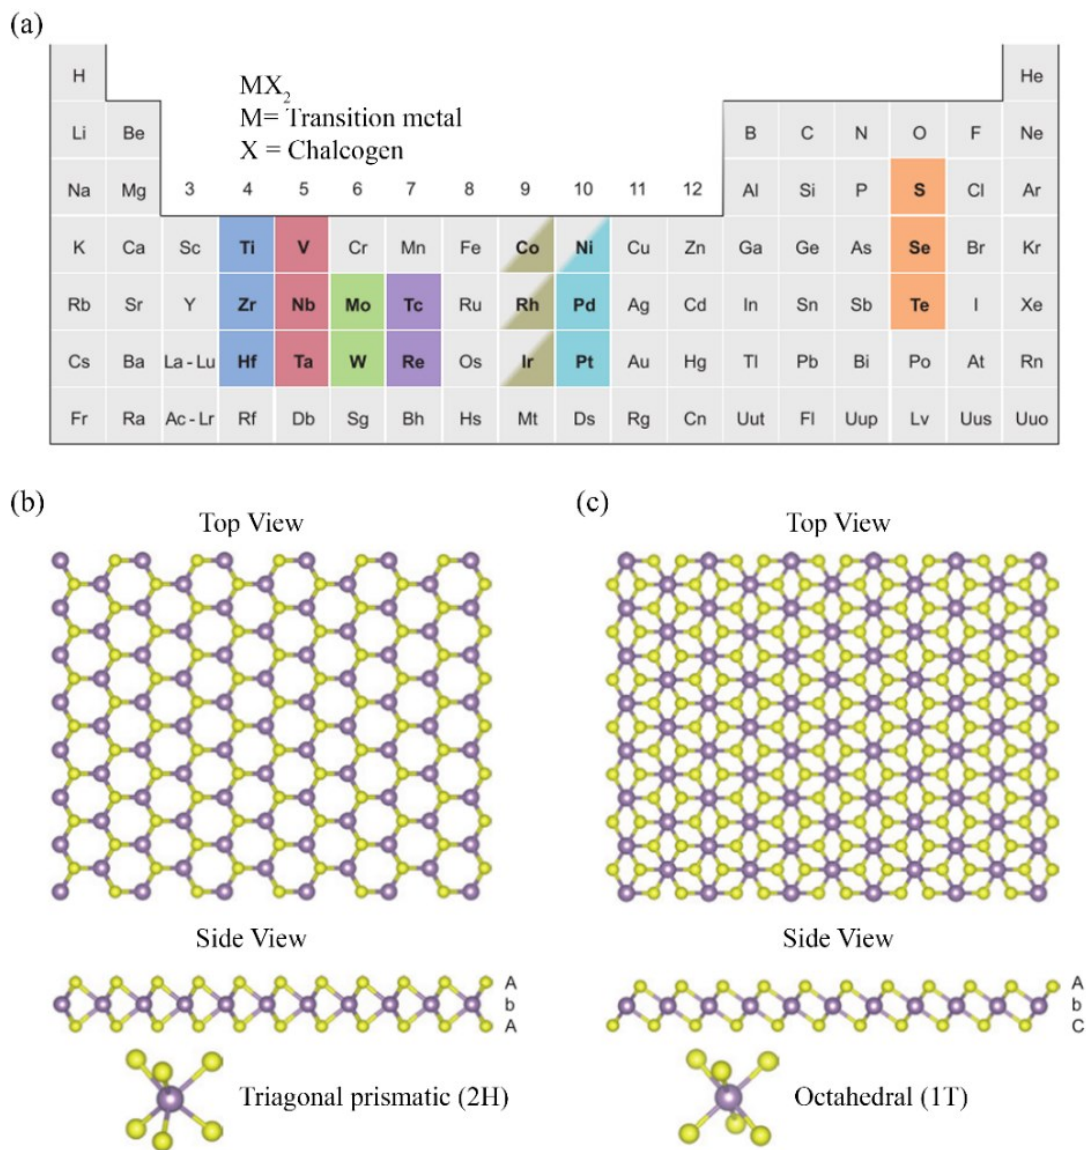 (a)
H He
MX₂
M= Transition metal
X = Chalcogen
Li Be B C N O F Ne
Na Mg 3 4 5 6 7 9 10 11 12 Al Si P S Cl Ar
K Ca Sc Ti V Cr Mn Fe Co Ni Cu Zn Ga Ge As Se Br Kr
Rb Sr Y Zr Nb Mo Tc Ru Rh Pd Ag Cd In Sn Sb Te I Xe
Cs Ba La - Lu Hf Ta W Re Os Ir Pt Au Hg Tl Pb Bi Po At Rn
Fr Ra Ac - Lr Rf Db Sg Bh Hs Mt Ds Rg Cn Uut Fl Uup Lv Uus Uuo
(b)
Top View
Side View
A
b
A
Triagonal prismatic (2H)
(c)
Top View
Side View
A
b
C
Octahedral (1T)